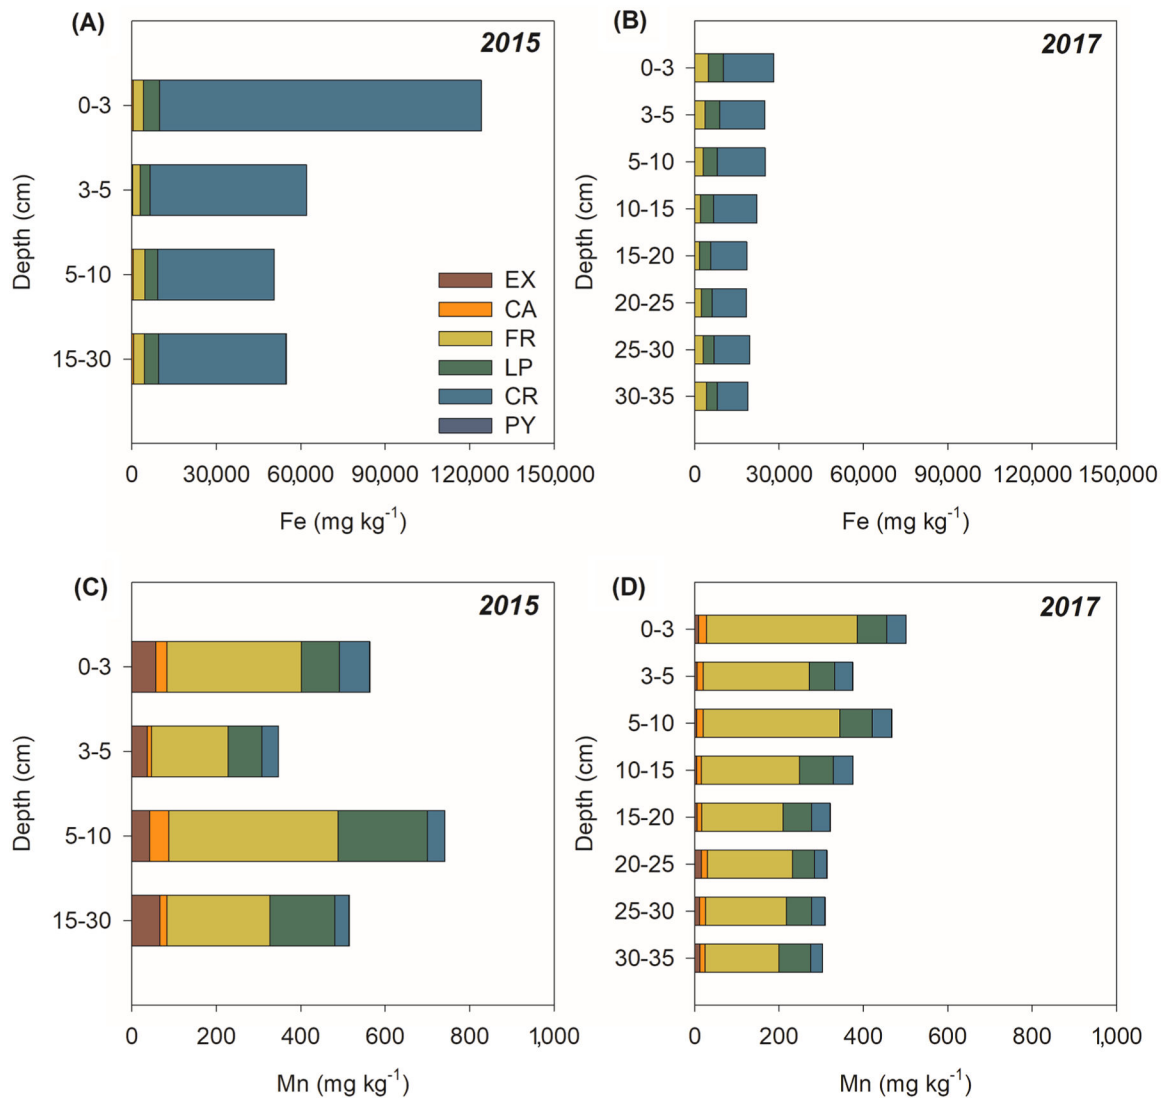 (A)
2015
Depth (cm)
0-3
3-5
5-10
15-30
EX
CA
FR
LP
CR
PY
0 30,000 60,000 90,000 120,000 150,000
Fe (mg kg⁻¹)
(B)
2017
Depth (cm)
0-3
3-5
5-10
10-15
15-20
20-25
25-30
30-35
0 30,000 60,000 90,000 120,000 150,000
Fe (mg kg⁻¹)
(C)
2015
Depth (cm)
0-3
3-5
5-10
15-30
0 200 400 600 800 1,000
Mn (mg kg⁻¹)
(D)
2017
Depth (cm)
0-3
3-5
5-10
10-15
15-20
20-25
25-30
30-35
0 200 400 600 800 1,000
Mn (mg kg⁻¹)